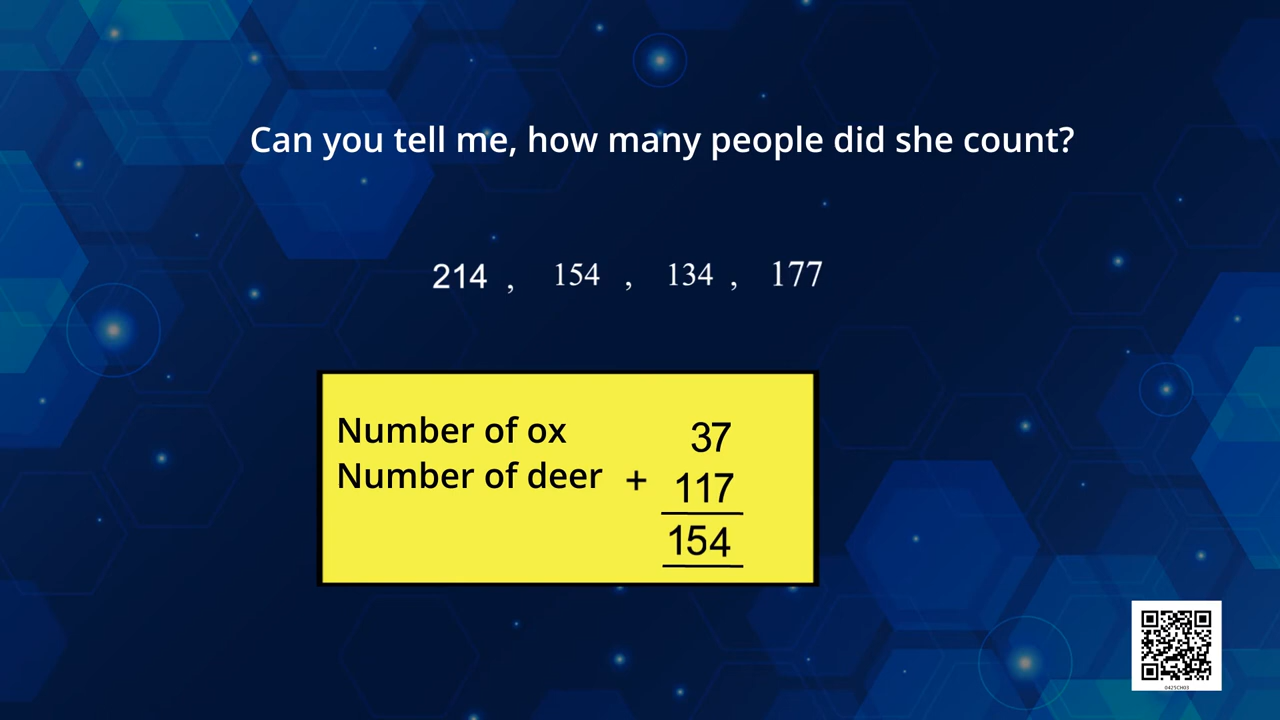 Can you tell me, how many people did she count?
214 , 154 , 134 , 177
Number of ox 37
Number of deer + 117
154
0425CH03